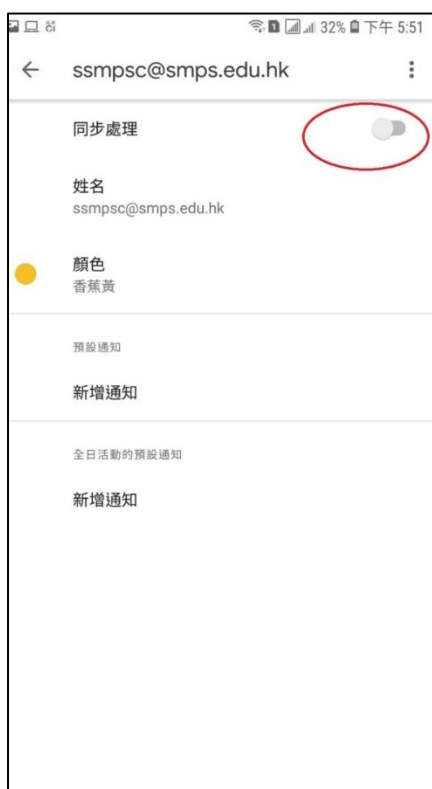 32% 下午 5:51
ssmpsc@smps.edu.hk
同步處理
姓名
ssmpsc@smps.edu.hk
顏色
香蕉黃
預設通知
新增通知
全日活動的預設通知
新增通知